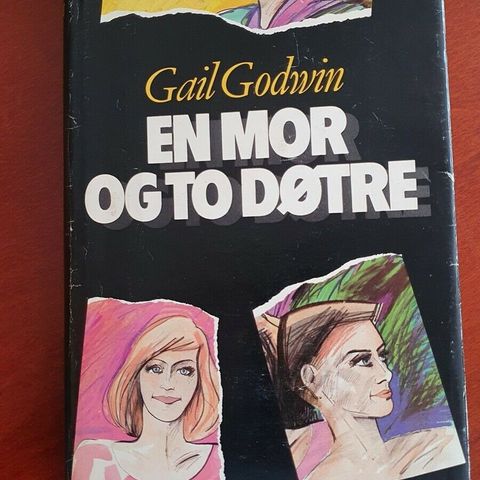 Gail Godwin
EN MOR
OG TO DØTRE